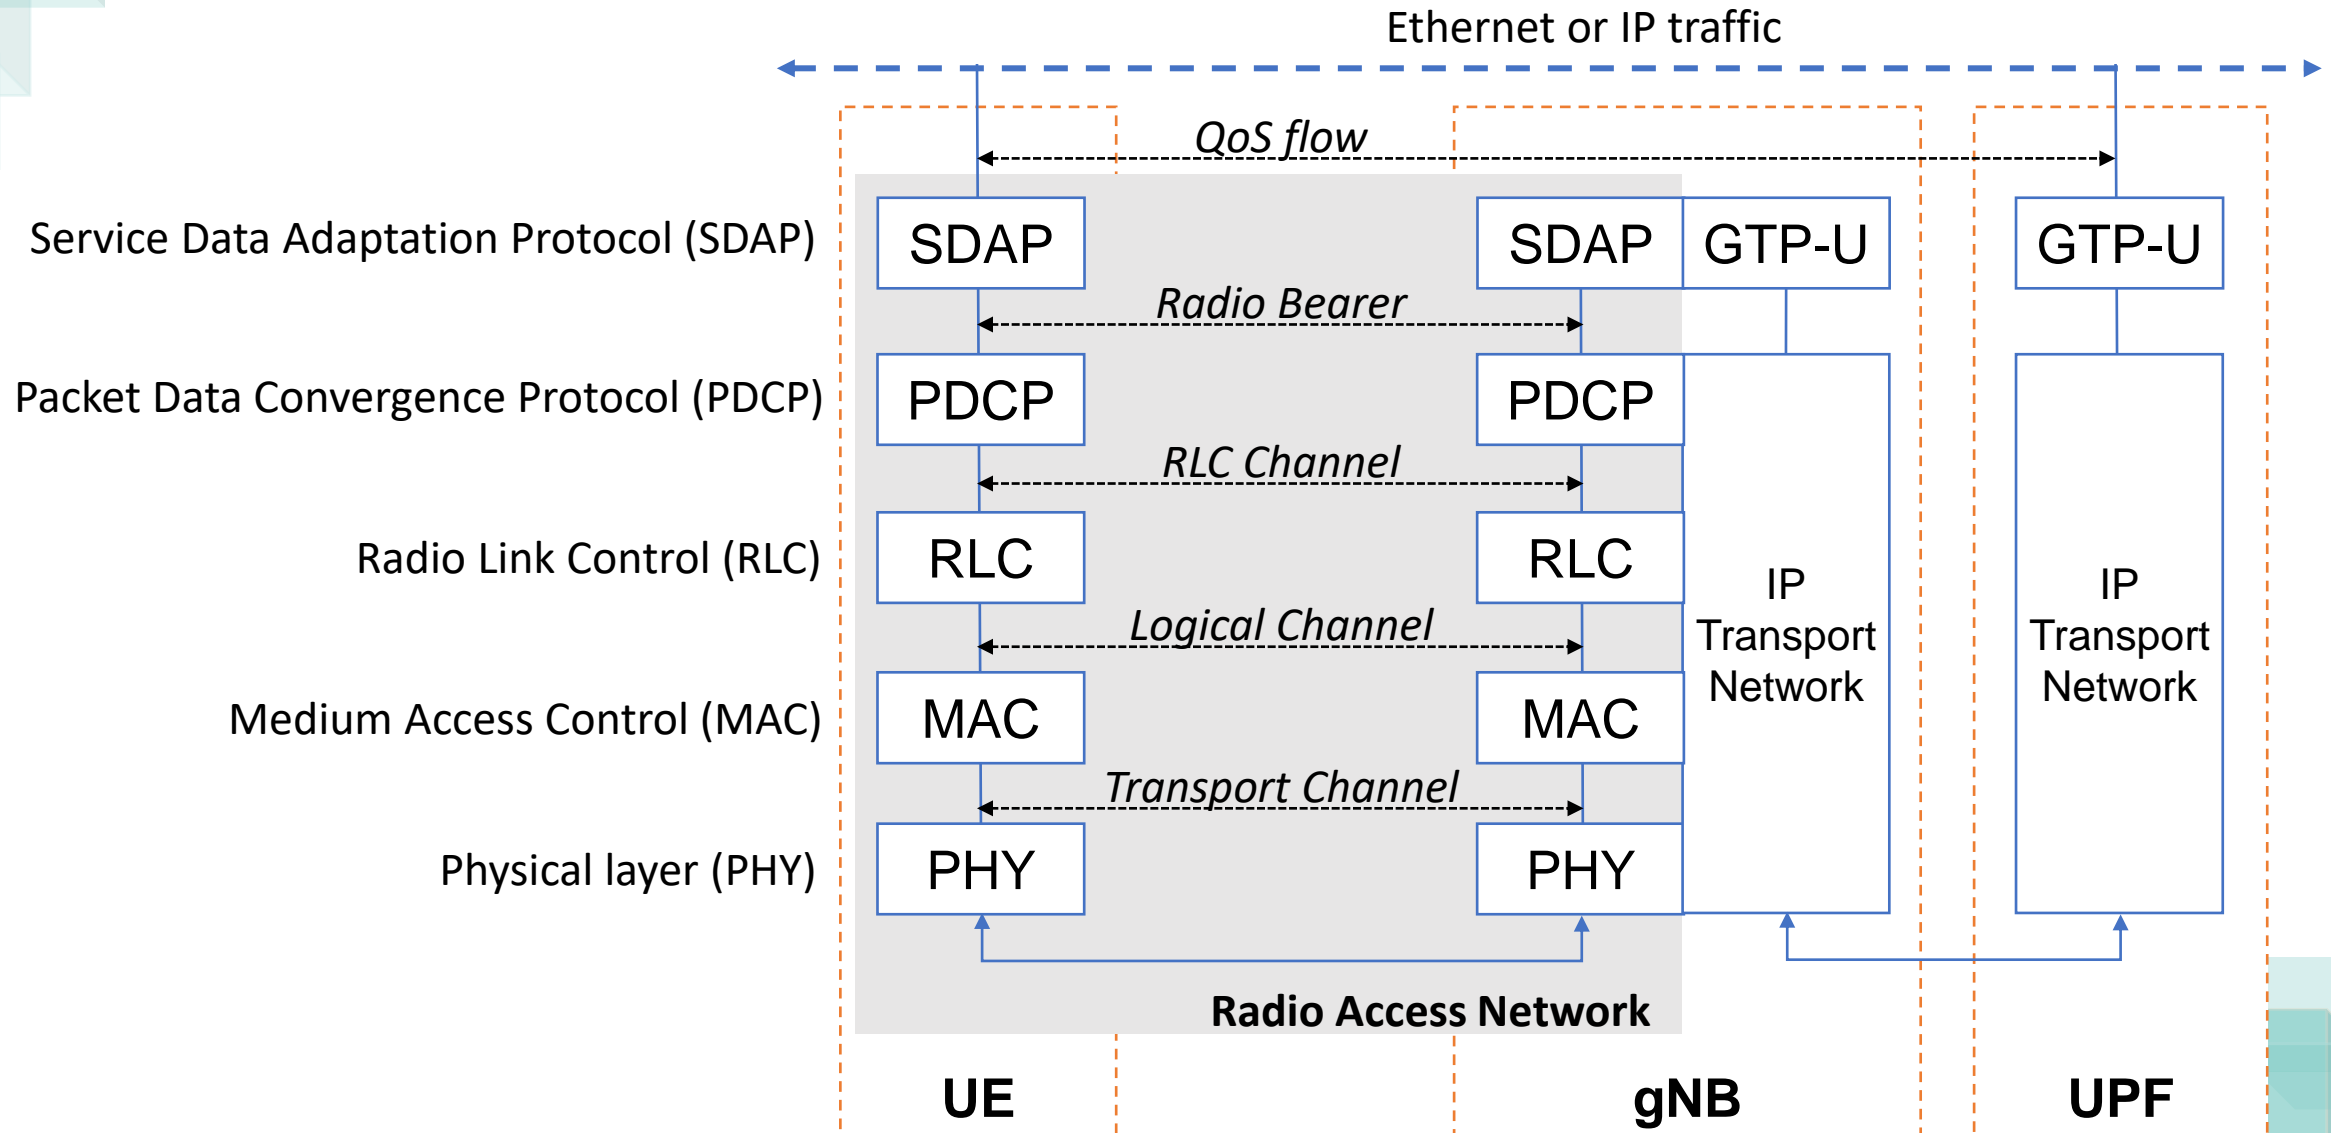 Ethernet or IP traffic
QoS flow
Service Data Adaptation Protocol (SDAP)
SDAP
SDAP
GTP-U
GTP-U
Radio Bearer
Packet Data Convergence Protocol (PDCP)
PDCP
PDCP
RLC Channel
Radio Link Control (RLC)
RLC
RLC
IP
Transport
Network
IP
Transport
Network
Logical Channel
Medium Access Control (MAC)
MAC
MAC
Transport Channel
Physical layer (PHY)
PHY
PHY
Radio Access Network
UE
gNB
UPF